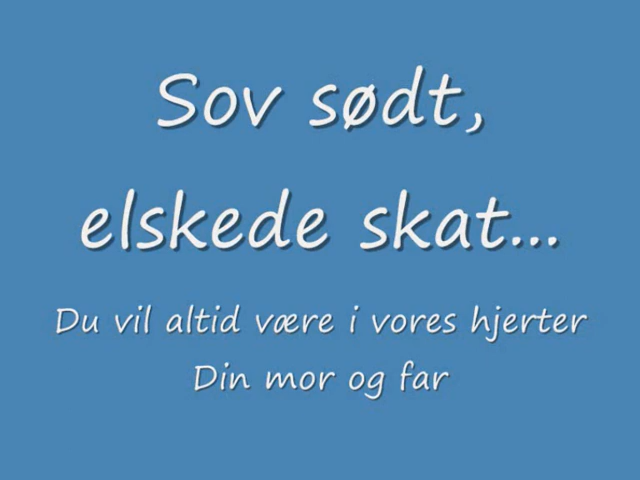 Sov sødt,
elskede skat...
Du vil altid være i vores hjerter
Din mor og far